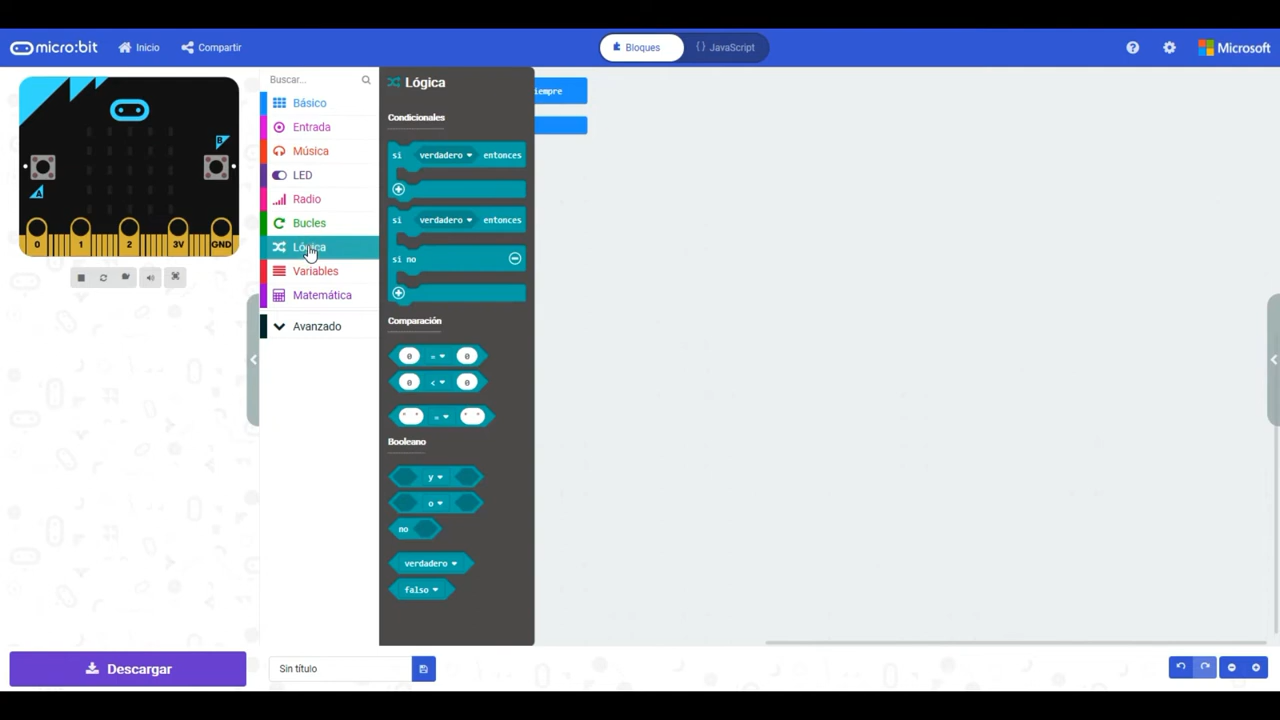 micro:bit Inicio Compartir Bloques {} JavaScript ? Microsoft
Buscar...
Básico
Entrada
Música
LED
Radio
Bucles
Lógica
Variables
Matemática
Avanzado
A
B
0 1 2 3V GND
Lógica
Condicionales
si verdadero entonces
si verdadero entonces
si no
Comparación
0 = 0
0 < 0
" " = " "
Booleano
y
o
no
verdadero
falso
iempre
Descargar
Sin título